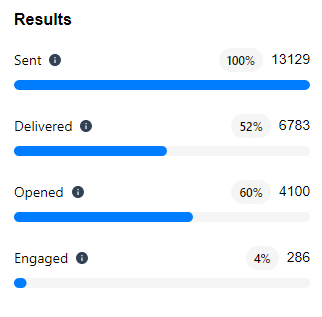 Results
Sent 100% 13129
Delivered 52% 6783
Opened 60% 4100
Engaged 4% 286